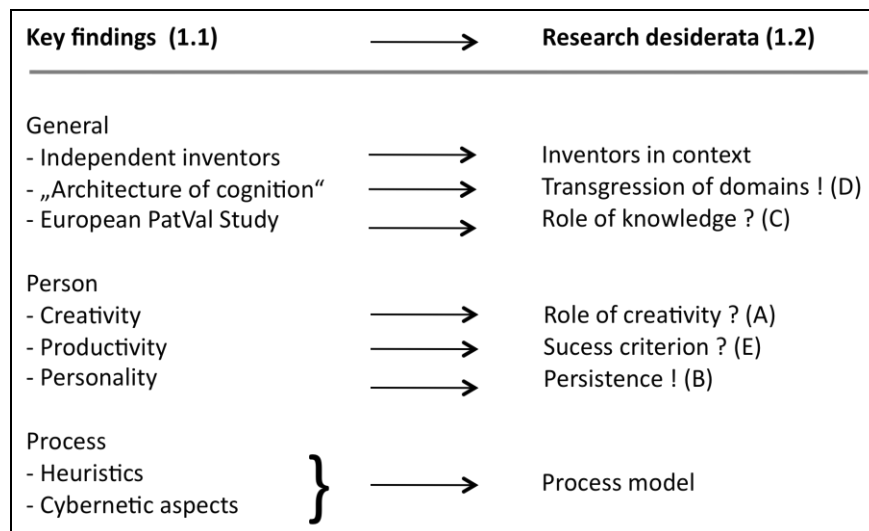 Key findings (1.1) Research desiderata (1.2)
General
- Independent inventors Inventors in context
- „Architecture of cognition“ Transgression of domains ! (D)
- European PatVal Study Role of knowledge ? (C)
Person
- Creativity Role of creativity ? (A)
- Productivity Sucess criterion ? (E)
- Personality Persistence ! (B)
Process
- Heuristics
- Cybernetic aspects
Process model